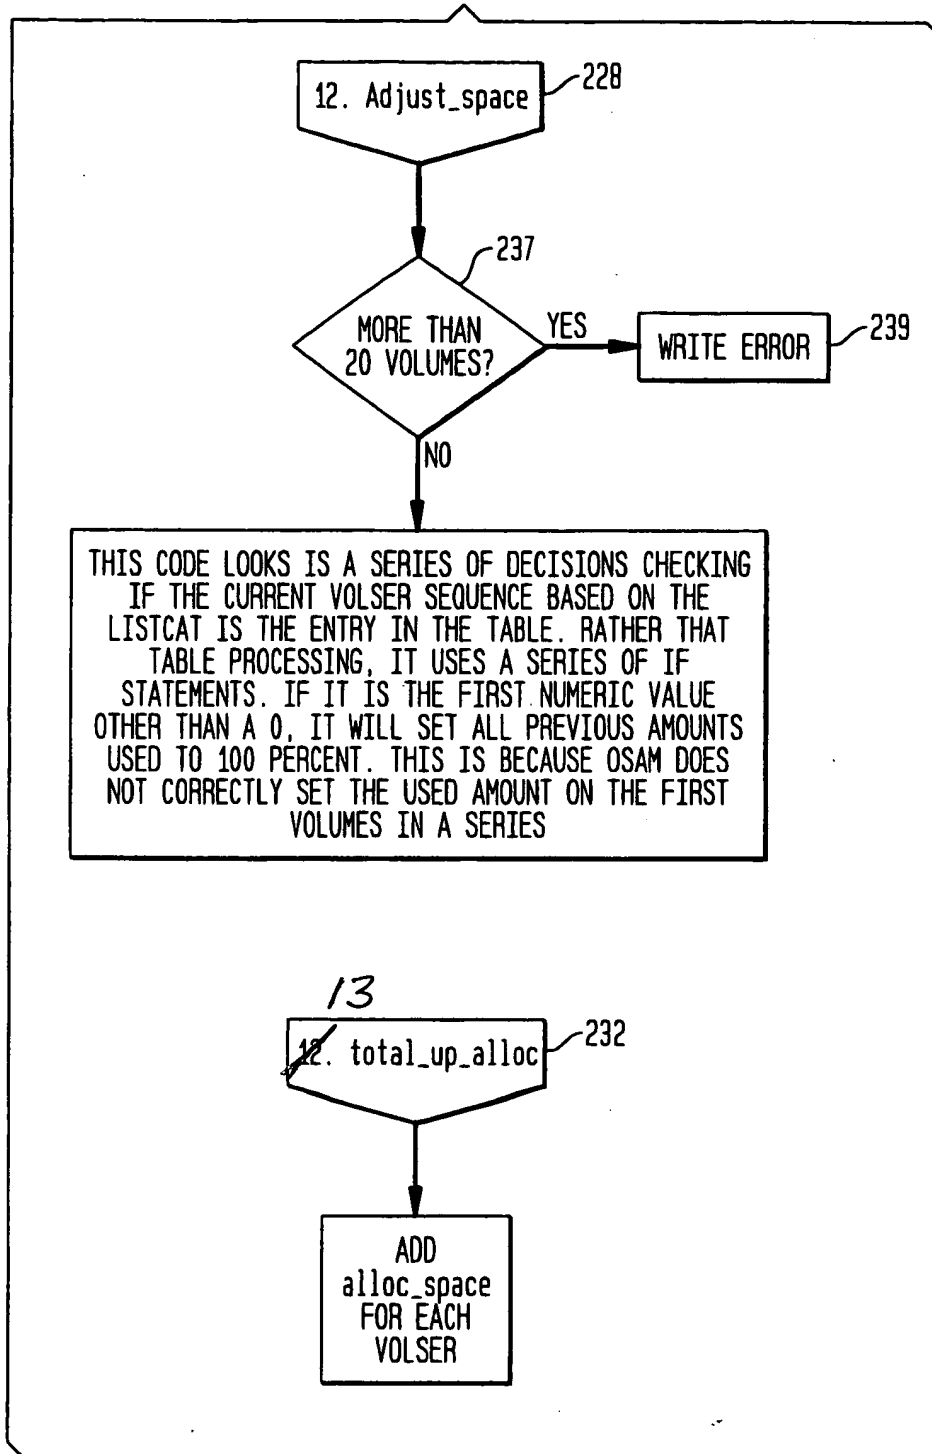 12. Adjust_space
228
237
MORE THAN
20 VOLUMES?
YES
WRITE ERROR
239
NO
THIS CODE LOOKS IS A SERIES OF DECISIONS CHECKING
IF THE CURRENT VOLSER SEQUENCE BASED ON THE
LISTCAT IS THE ENTRY IN THE TABLE. RATHER THAT
TABLE PROCESSING, IT USES A SERIES OF IF
STATEMENTS. IF IT IS THE FIRST NUMERIC VALUE
OTHER THAN A 0, IT WILL SET ALL PREVIOUS AMOUNTS
USED TO 100 PERCENT. THIS IS BECAUSE OSAM DOES
NOT CORRECTLY SET THE USED AMOUNT ON THE FIRST
VOLUMES IN A SERIES
13
12. total_up_alloc
232
ADD
alloc_space
FOR EACH
VOLSER